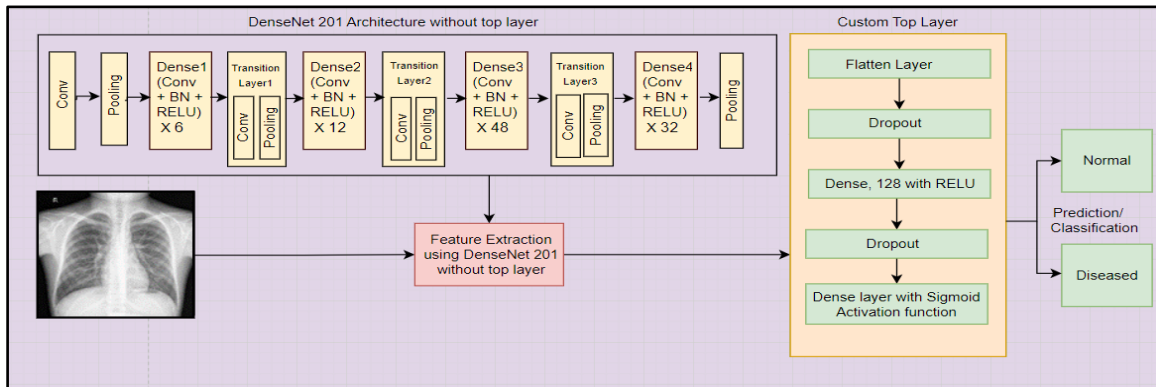 DenseNet 201 Architecture without top layer
Custom Top Layer
Conv
Pooling
Dense1
(Conv
+ BN +
RELU)
X 6
Transition
Layer1
Conv
Pooling
Dense2
(Conv
+ BN +
RELU)
X 12
Transition
Layer2
Conv
Pooling
Dense3
(Conv
+ BN +
RELU)
X 48
Transition
Layer3
Conv
Pooling
Dense4
(Conv
+ BN +
RELU)
X 32
Pooling
Feature Extraction
using DenseNet 201
without top layer
Flatten Layer
Dropout
Dense, 128 with RELU
Dropout
Dense layer with Sigmoid
Activation function
Normal
Prediction/
Classification
Diseased